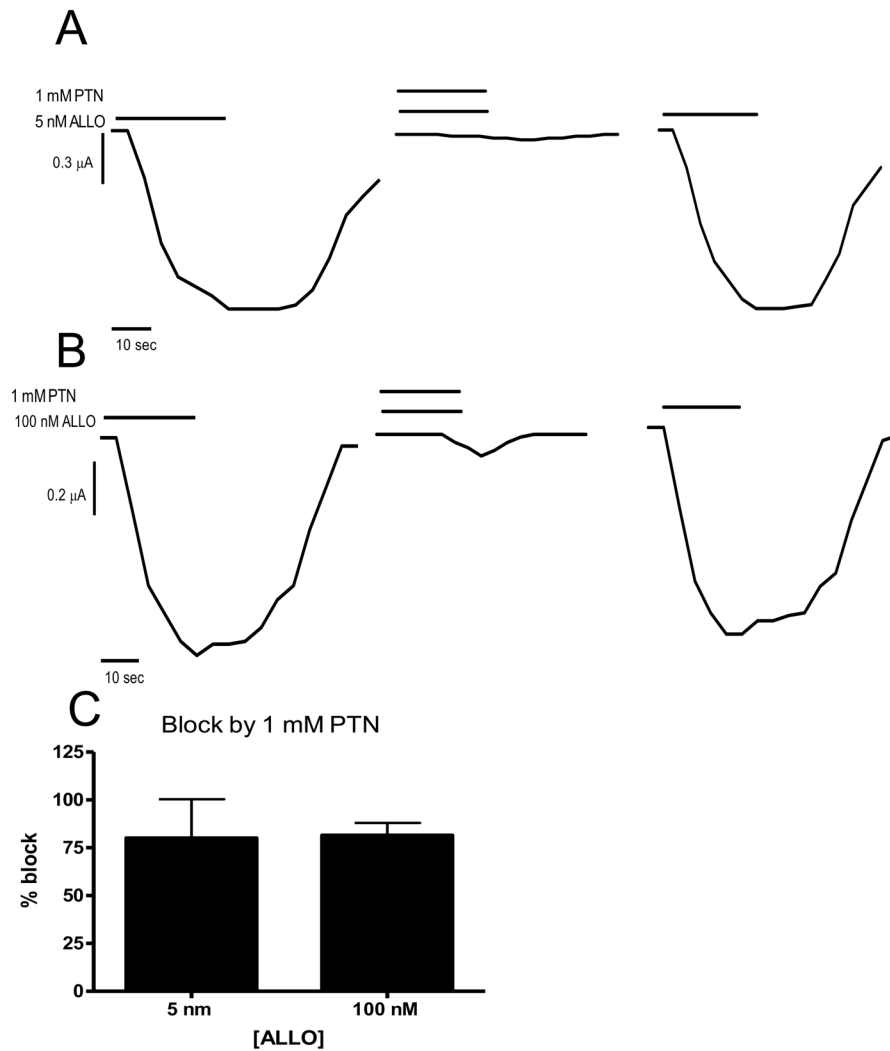 A
1 mM PTN
5 nM ALLO
0.3 µA
10 sec
B
1 mM PTN
100 nM ALLO
0.2 µA
10 sec
C
Block by 1 mM PTN
125
100
75
50
25
0
% block
5 nm
100 nM
[ALLO]